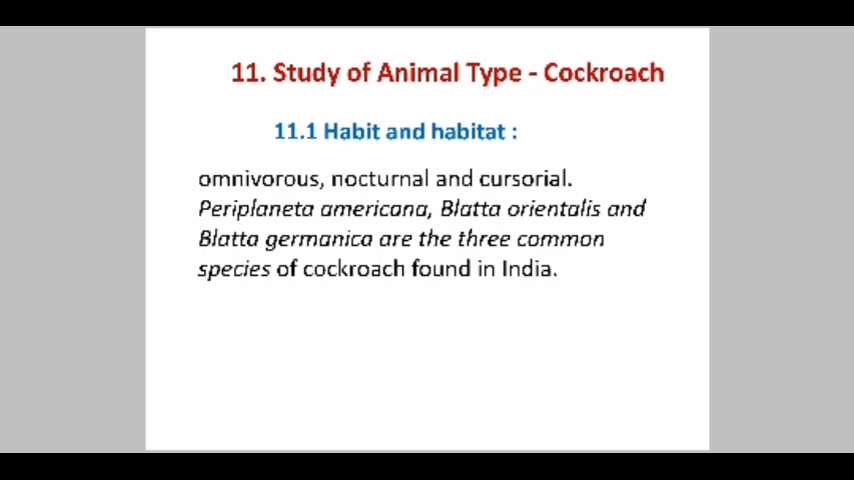 11. Study of Animal Type - Cockroach
11.1 Habit and habitat :
omnivorous, nocturnal and cursorial.
Periplaneta americana, Blatta orientalis and
Blatta germanica are the three common
species of cockroach found in India.